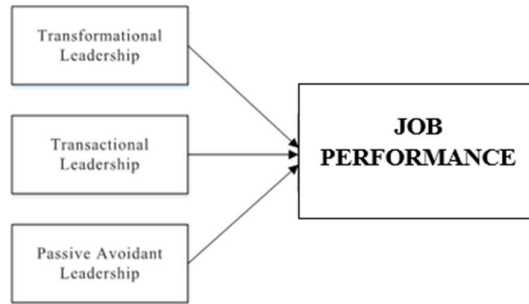 Transformational
Leadership
Transactional
Leadership
Passive Avoidant
Leadership
JOB
PERFORMANCE